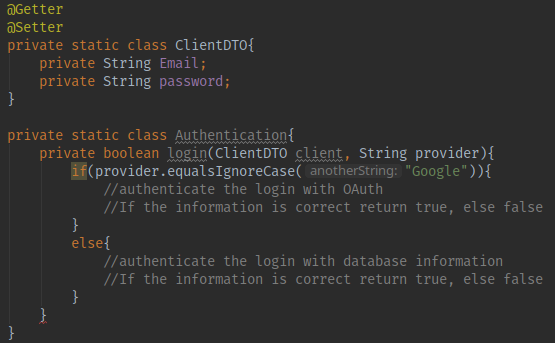 @Getter
@Setter
private static class ClientDTO{
    private String Email;
    private String password;
}
private static class Authentication{
    private boolean login(ClientDTO client, String provider){
        if(provider.equalsIgnoreCase( anotherString: "Google")){
            //authenticate the login with OAuth
            //If the information is correct return true, else false
        }
        else{
            //authenticate the login with database information
            //If the information is correct return true, else false
        }
    }
}